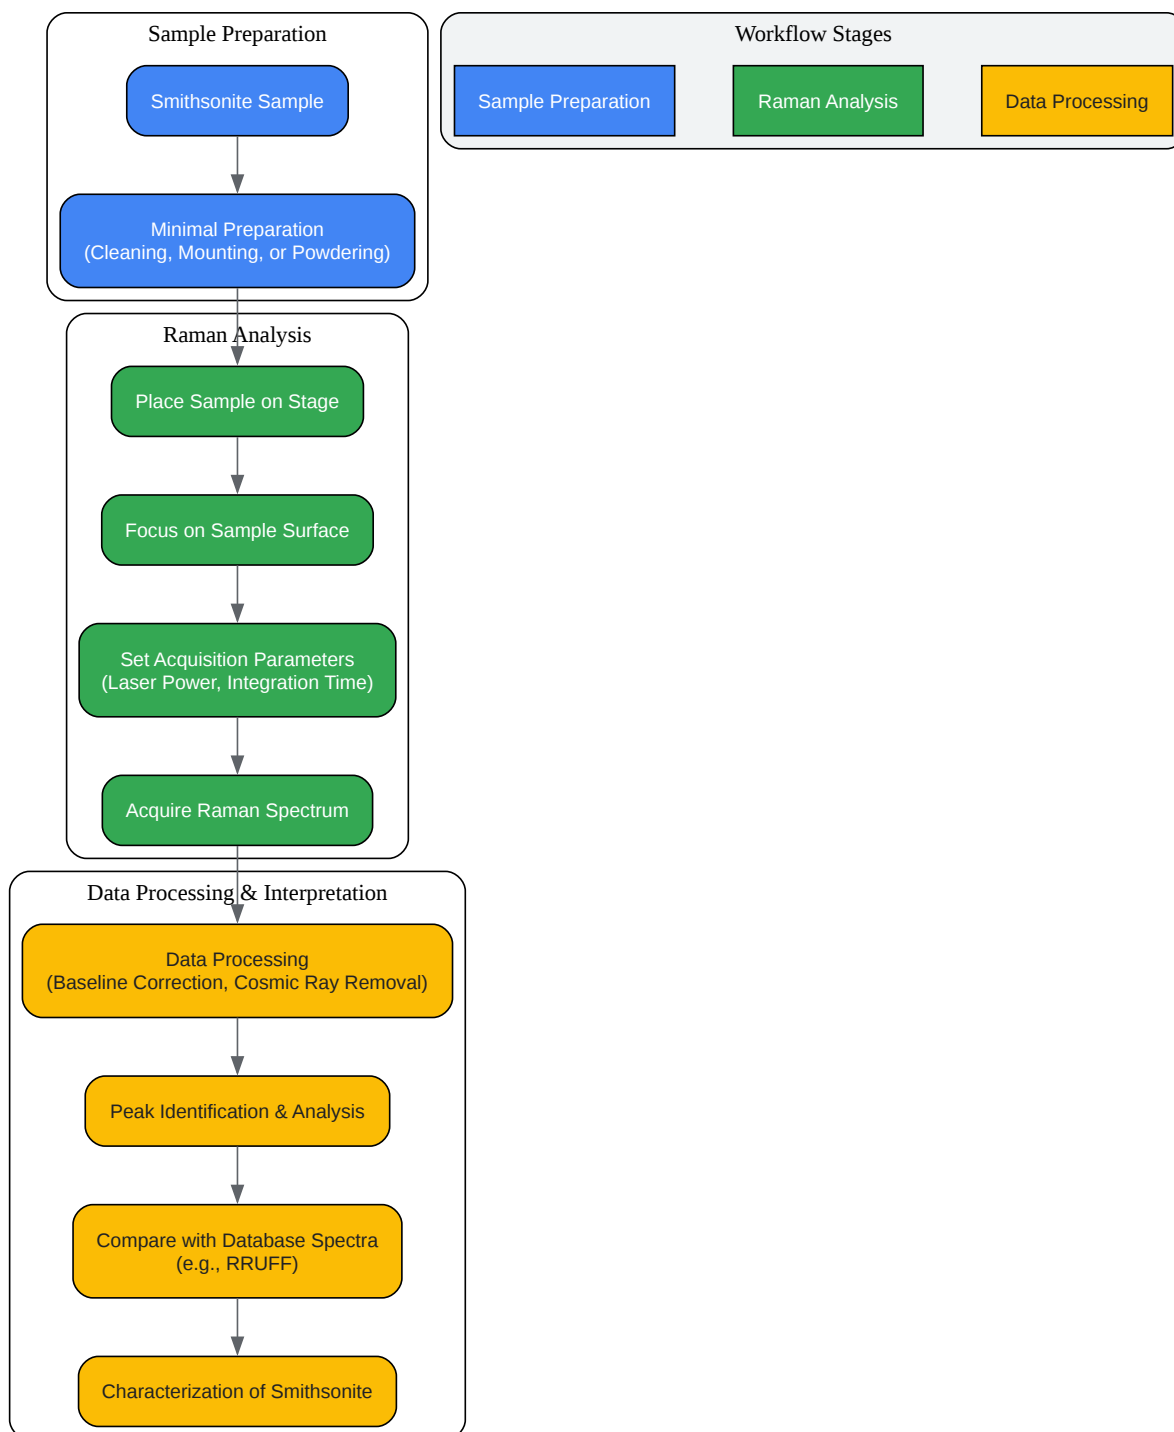 Sample Preparation
Smithsonite Sample
Minimal Preparation
(Cleaning, Mounting, or Powdering)
Raman Analysis
Place Sample on Stage
Focus on Sample Surface
Set Acquisition Parameters
(Laser Power, Integration Time)
Acquire Raman Spectrum
Data Processing & Interpretation
Data Processing
(Baseline Correction, Cosmic Ray Removal)
Peak Identification & Analysis
Compare with Database Spectra
(e.g., RRUFF)
Characterization of Smithsonite
Workflow Stages
Sample Preparation
Raman Analysis
Data Processing